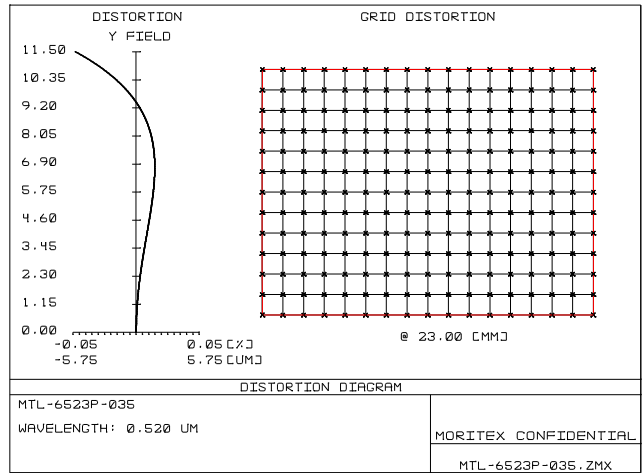 DISTORTION
Y FIELD
GRID DISTORTION
11.50
10.35
9.20
8.05
6.90
5.75
4.60
3.45
2.30
1.15
0.00
-0.05 0.05 [%]
-5.75 5.75 [UM]
@ 23.00 [MM]
DISTORTION DIAGRAM
MTL-6523P-035
WAVELENGTH: 0.520 UM
MORITEX CONFIDENTIAL
MTL-6523P-035.ZMX